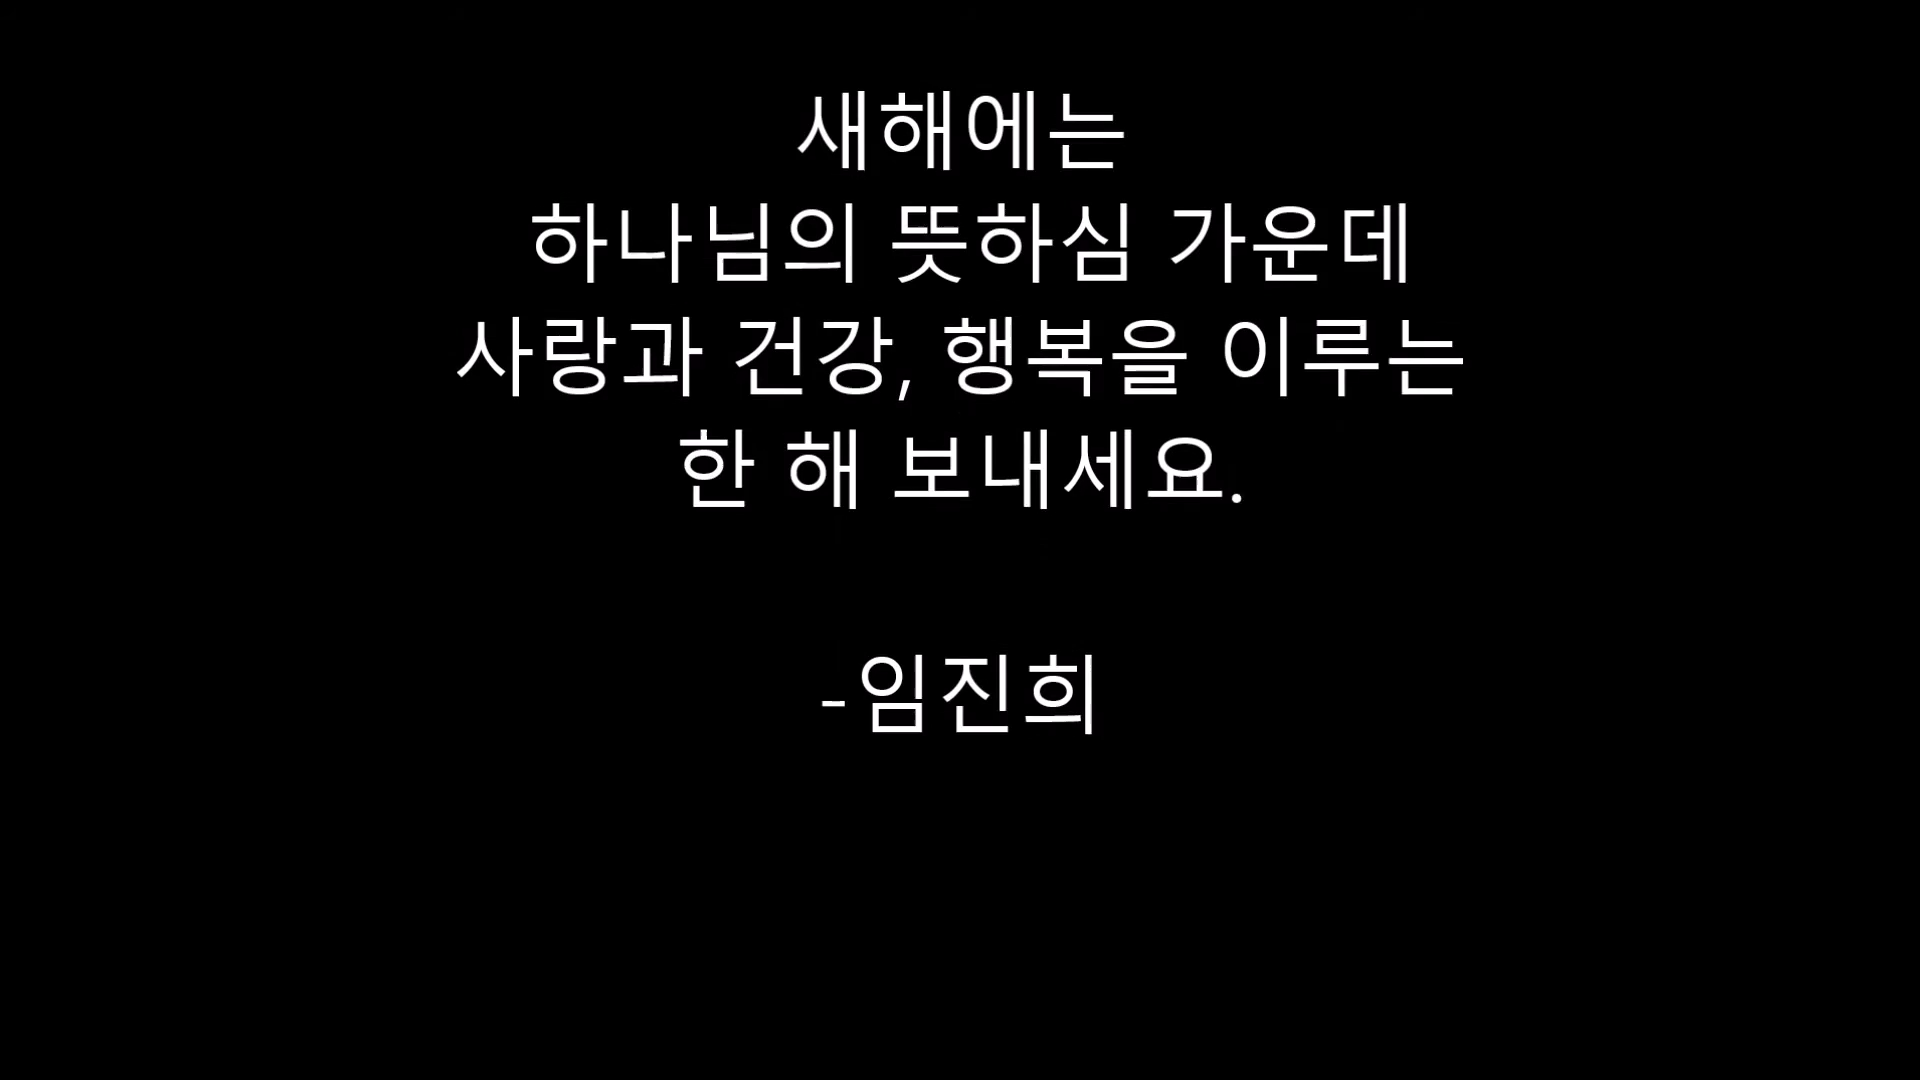 새해에는
하나님의 뜻하심 가운데
사랑과 건강, 행복을 이루는
한 해 보내세요.
-임진희